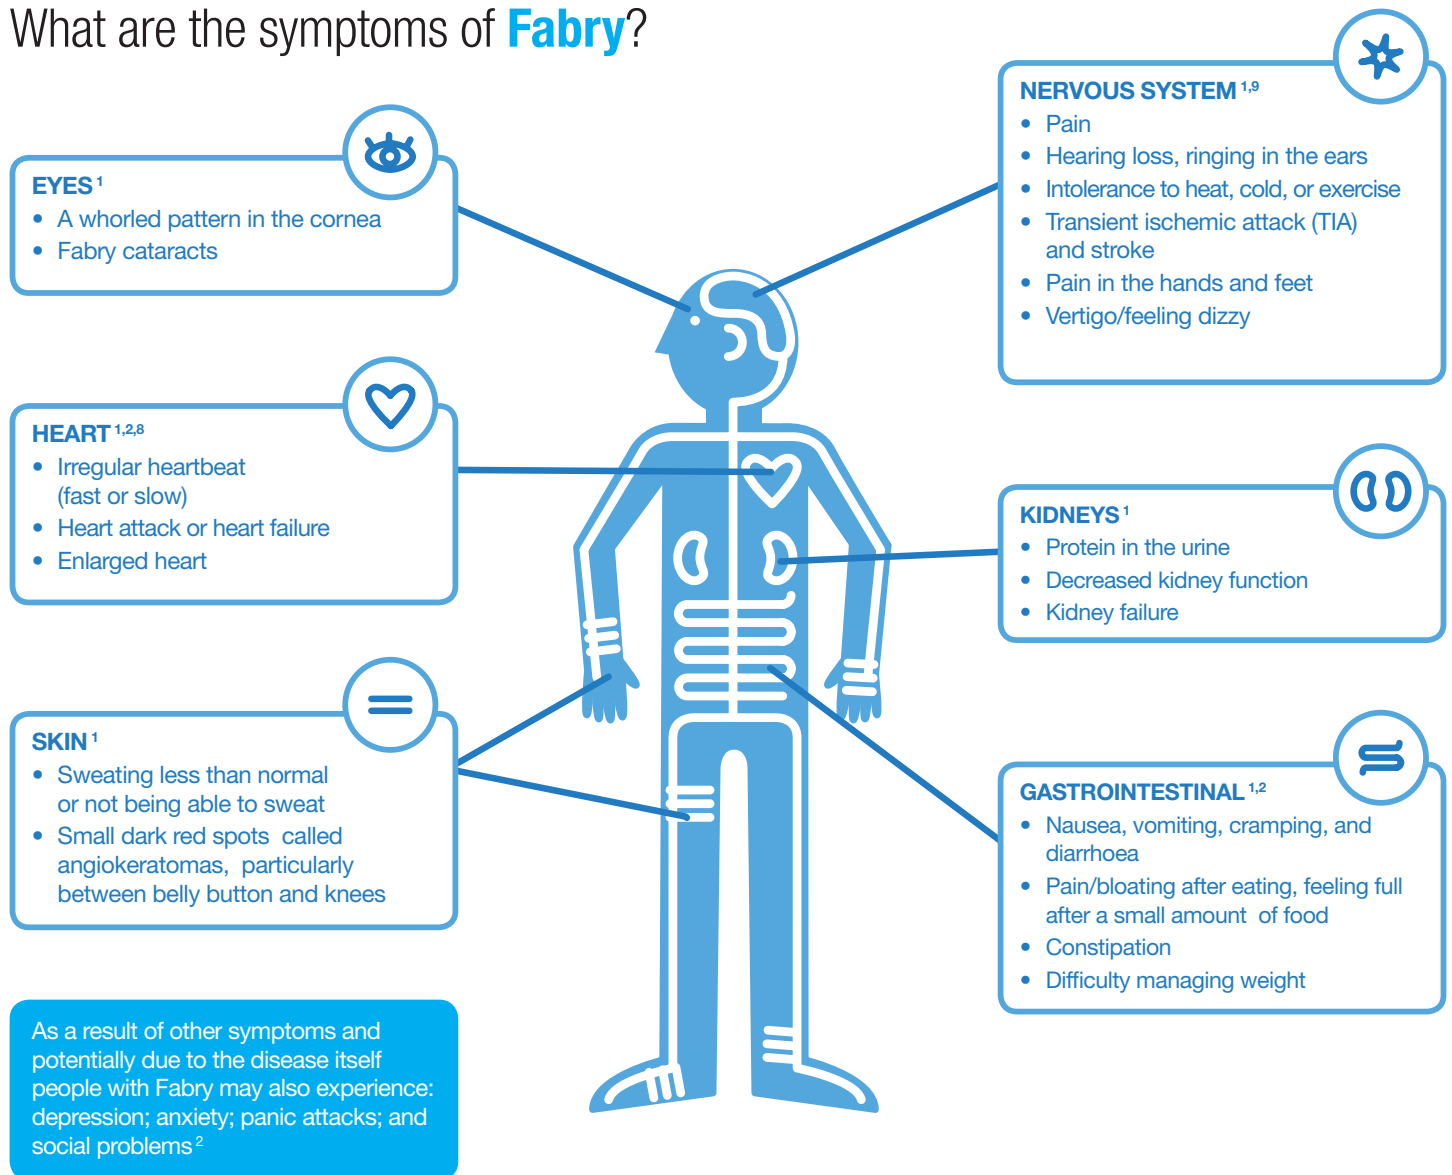 What are the symptoms of Fabry?
EYES 1
• A whorled pattern in the cornea
• Fabry cataracts
HEART 1,2,8
• Irregular heartbeat
(fast or slow)
• Heart attack or heart failure
• Enlarged heart
SKIN 1
• Sweating less than normal
or not being able to sweat
• Small dark red spots called
angiokeratomas, particularly
between belly button and knees
As a result of other symptoms and
potentially due to the disease itself
people with Fabry may also experience:
depression; anxiety; panic attacks; and
social problems 2
NERVOUS SYSTEM 1,9
• Pain
• Hearing loss, ringing in the ears
• Intolerance to heat, cold, or exercise
• Transient ischemic attack (TIA)
and stroke
• Pain in the hands and feet
• Vertigo/feeling dizzy
KIDNEYS 1
• Protein in the urine
• Decreased kidney function
• Kidney failure
GASTROINTESTINAL 1,2
• Nausea, vomiting, cramping, and
diarrhoea
• Pain/bloating after eating, feeling full
after a small amount of food
• Constipation
• Difficulty managing weight